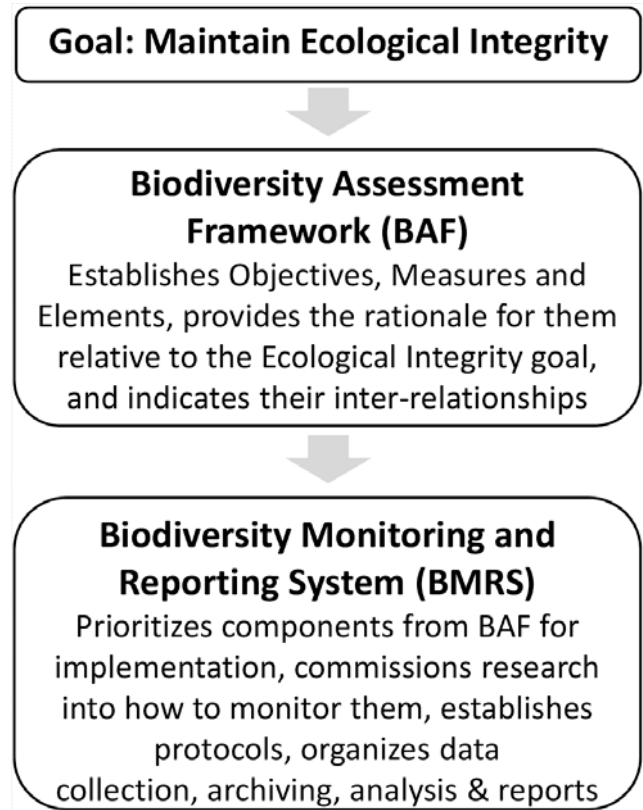 Goal: Maintain Ecological Integrity
Biodiversity Assessment
Framework (BAF)
Establishes Objectives, Measures and
Elements, provides the rationale for them
relative to the Ecological Integrity goal,
and indicates their inter-relationships
Biodiversity Monitoring and
Reporting System (BMRS)
Prioritizes components from BAF for
implementation, commissions research
into how to monitor them, establishes
protocols, organizes data
collection, archiving, analysis & reports